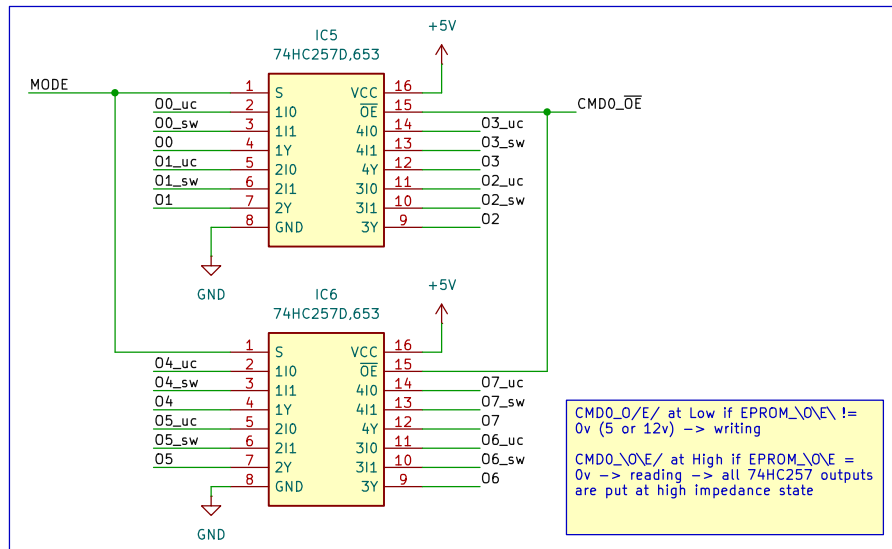 IC5
74HC257D,653
+5V
MODE
1 S VCC 16
O0_uc 2 1I0 OE 15 CMD0_OE
O0_sw 3 1I1 4I0 14 O3_uc
O0 4 1Y 4I1 13 O3_sw
O1_uc 5 2I0 4Y 12 O3
O1_sw 6 2I1 3I0 11 O2_uc
O1 7 2Y 3I1 10 O2_sw
8 GND 3Y 9 O2
GND
IC6
74HC257D,653
+5V
1 S VCC 16
O4_uc 2 1I0 OE 15
O4_sw 3 1I1 4I0 14 O7_uc
O4 4 1Y 4I1 13 O7_sw
O5_uc 5 2I0 4Y 12 O7
O5_sw 6 2I1 3I0 11 O6_uc
O5 7 2Y 3I1 10 O6_sw
8 GND 3Y 9 O6
GND
CMD0_O/E/ at Low if EPROM_\O\E\ !=
0v (5 or 12v) -> writing
CMD0_\O\E/ at High if EPROM_\O\E =
0v -> reading -> all 74HC257 outputs
are put at high impedance state